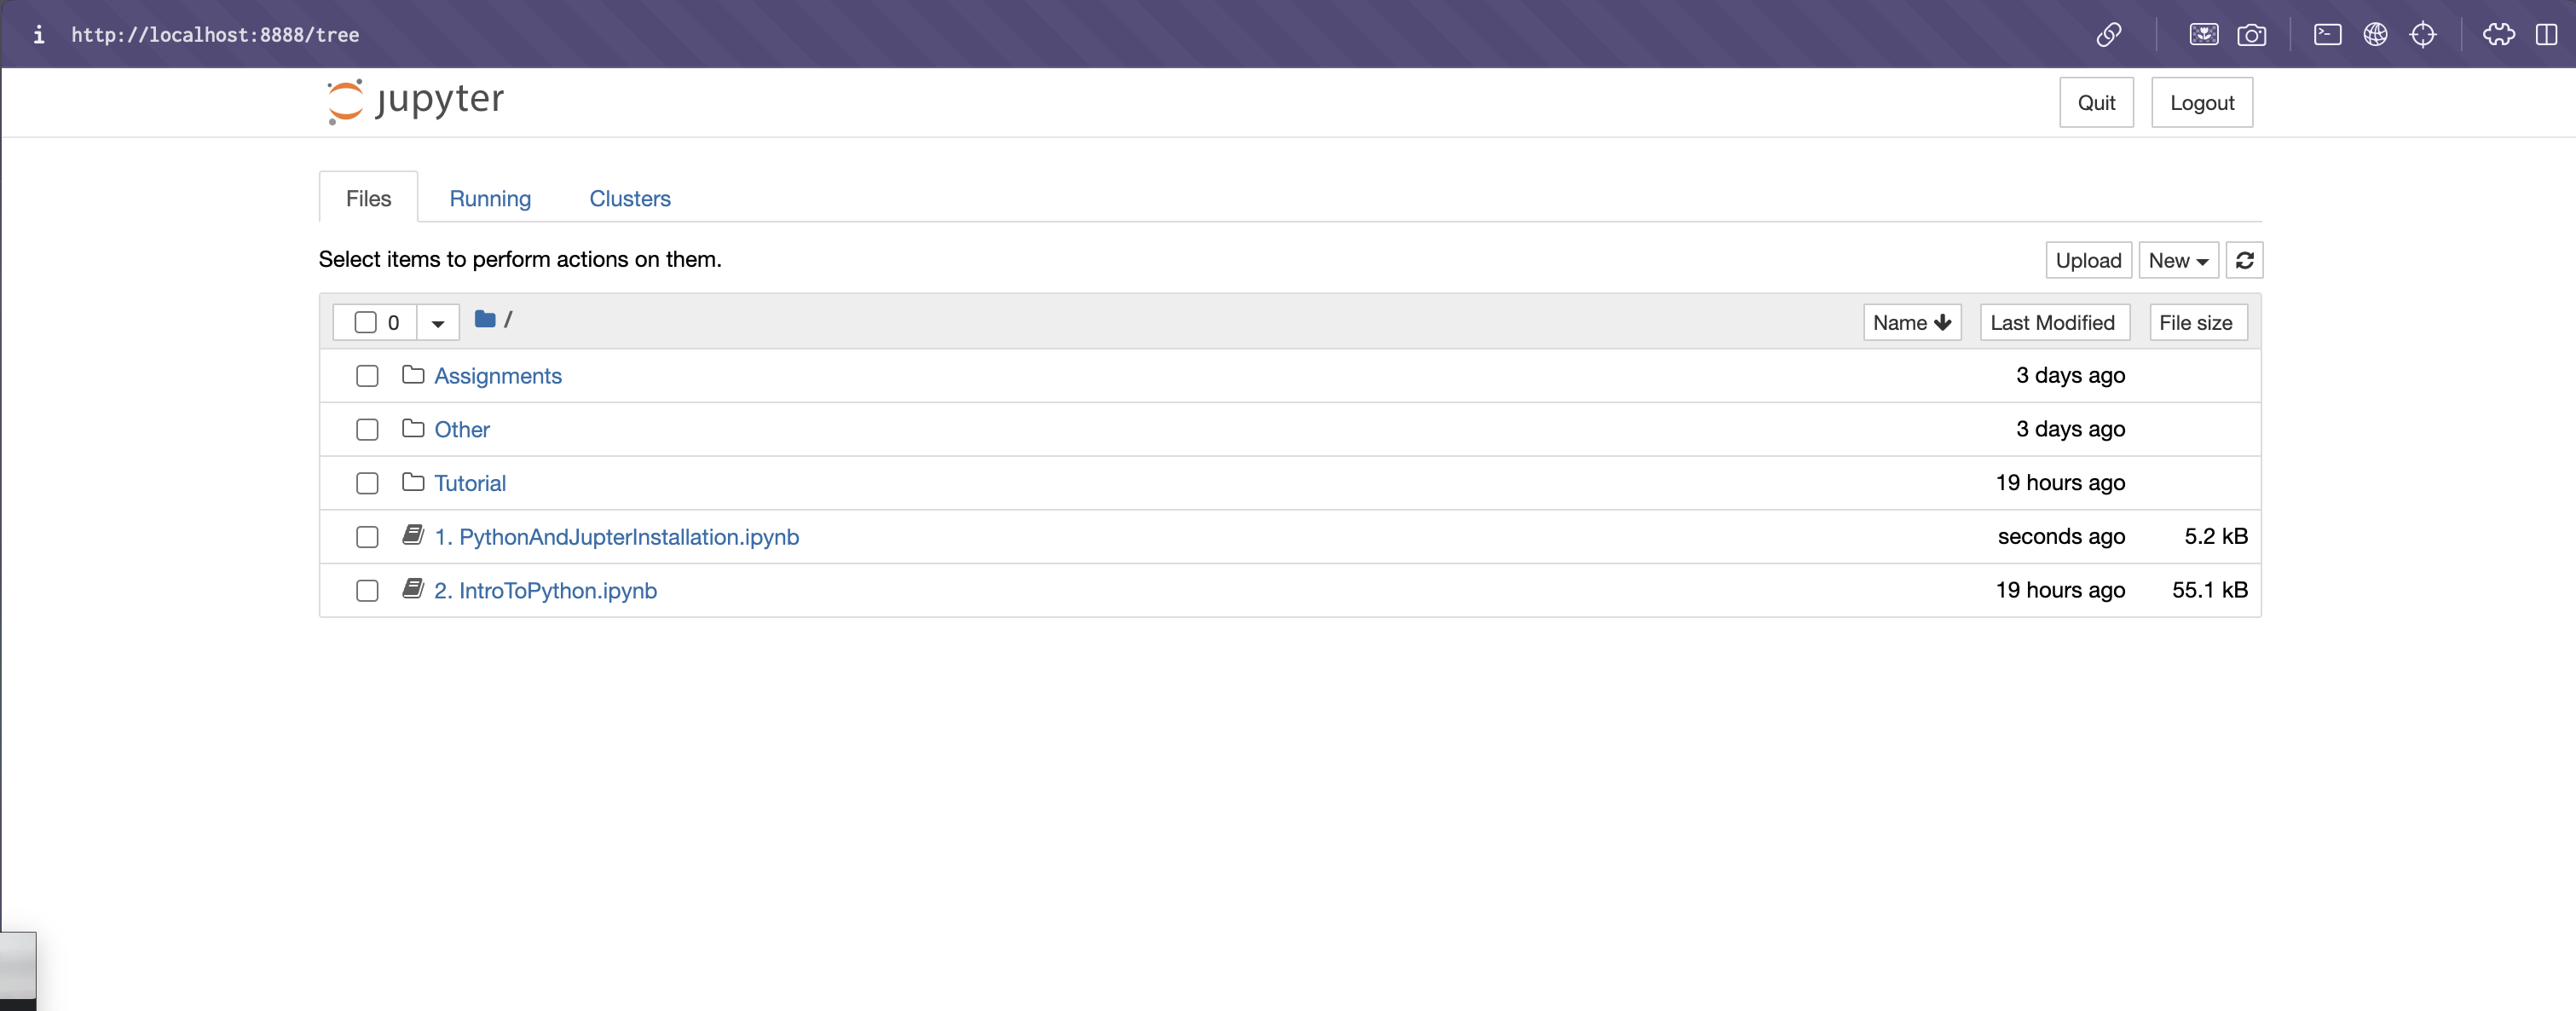 i http://localhost:8888/tree
jupyter Quit Logout
Files Running Clusters
Select items to perform actions on them. Upload New
0 / Name Last Modified File size
Assignments 3 days ago
Other 3 days ago
Tutorial 19 hours ago
1. PythonAndJupterInstallation.ipynb seconds ago 5.2 kB
2. IntroToPython.ipynb 19 hours ago 55.1 kB